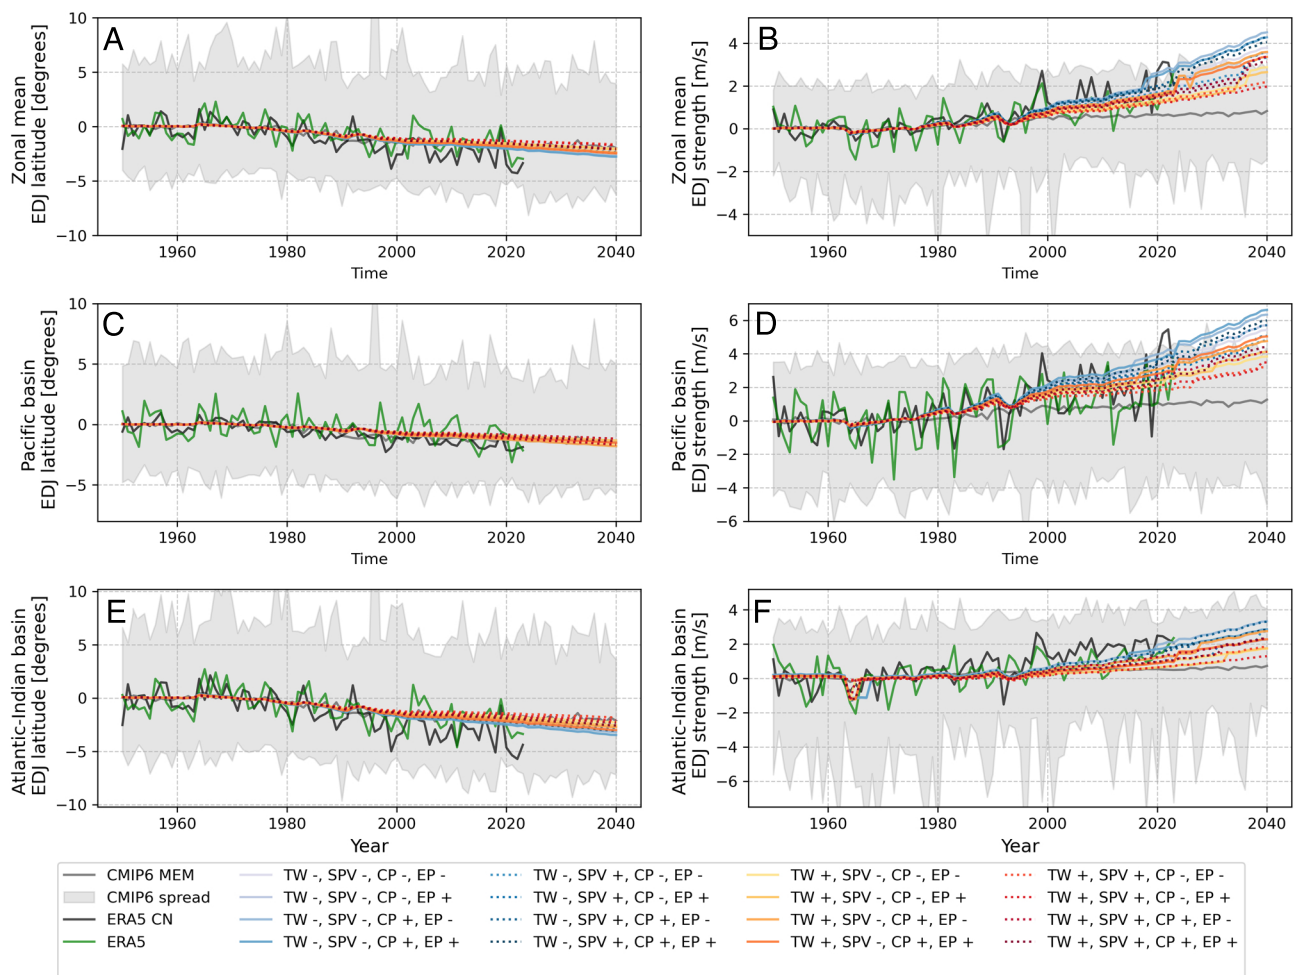 A
10
5
0
−5
−10
Zonal mean
EDJ latitude [degrees]
1960 1980 2000 2020 2040
Time
B
4
2
0
−2
−4
Zonal mean
EDJ strength [m/s]
1960 1980 2000 2020 2040
Time
C
10
5
0
−5
Pacific basin
EDJ latitude [degrees]
1960 1980 2000 2020 2040
Time
D
6
4
2
0
−2
−4
−6
Pacific basin
EDJ strength [m/s]
1960 1980 2000 2020 2040
Time
E
10
5
0
−5
−10
Atlantic-Indian basin
EDJ latitude [degrees]
1960 1980 2000 2020 2040
Year
F
4
2
0
−2
−4
−6
Atlantic-Indian basin
EDJ strength [m/s]
1960 1980 2000 2020 2040
Year
CMIP6 MEM
CMIP6 spread
ERA5 CN
ERA5
TW -, SPV -, CP -, EP -
TW -, SPV -, CP -, EP +
TW -, SPV -, CP +, EP -
TW -, SPV -, CP +, EP +
TW -, SPV +, CP -, EP -
TW -, SPV +, CP -, EP +
TW -, SPV +, CP +, EP -
TW -, SPV +, CP +, EP +
TW +, SPV -, CP -, EP -
TW +, SPV -, CP -, EP +
TW +, SPV -, CP +, EP -
TW +, SPV -, CP +, EP +
TW +, SPV +, CP -, EP -
TW +, SPV +, CP -, EP +
TW +, SPV +, CP +, EP -
TW +, SPV +, CP +, EP +